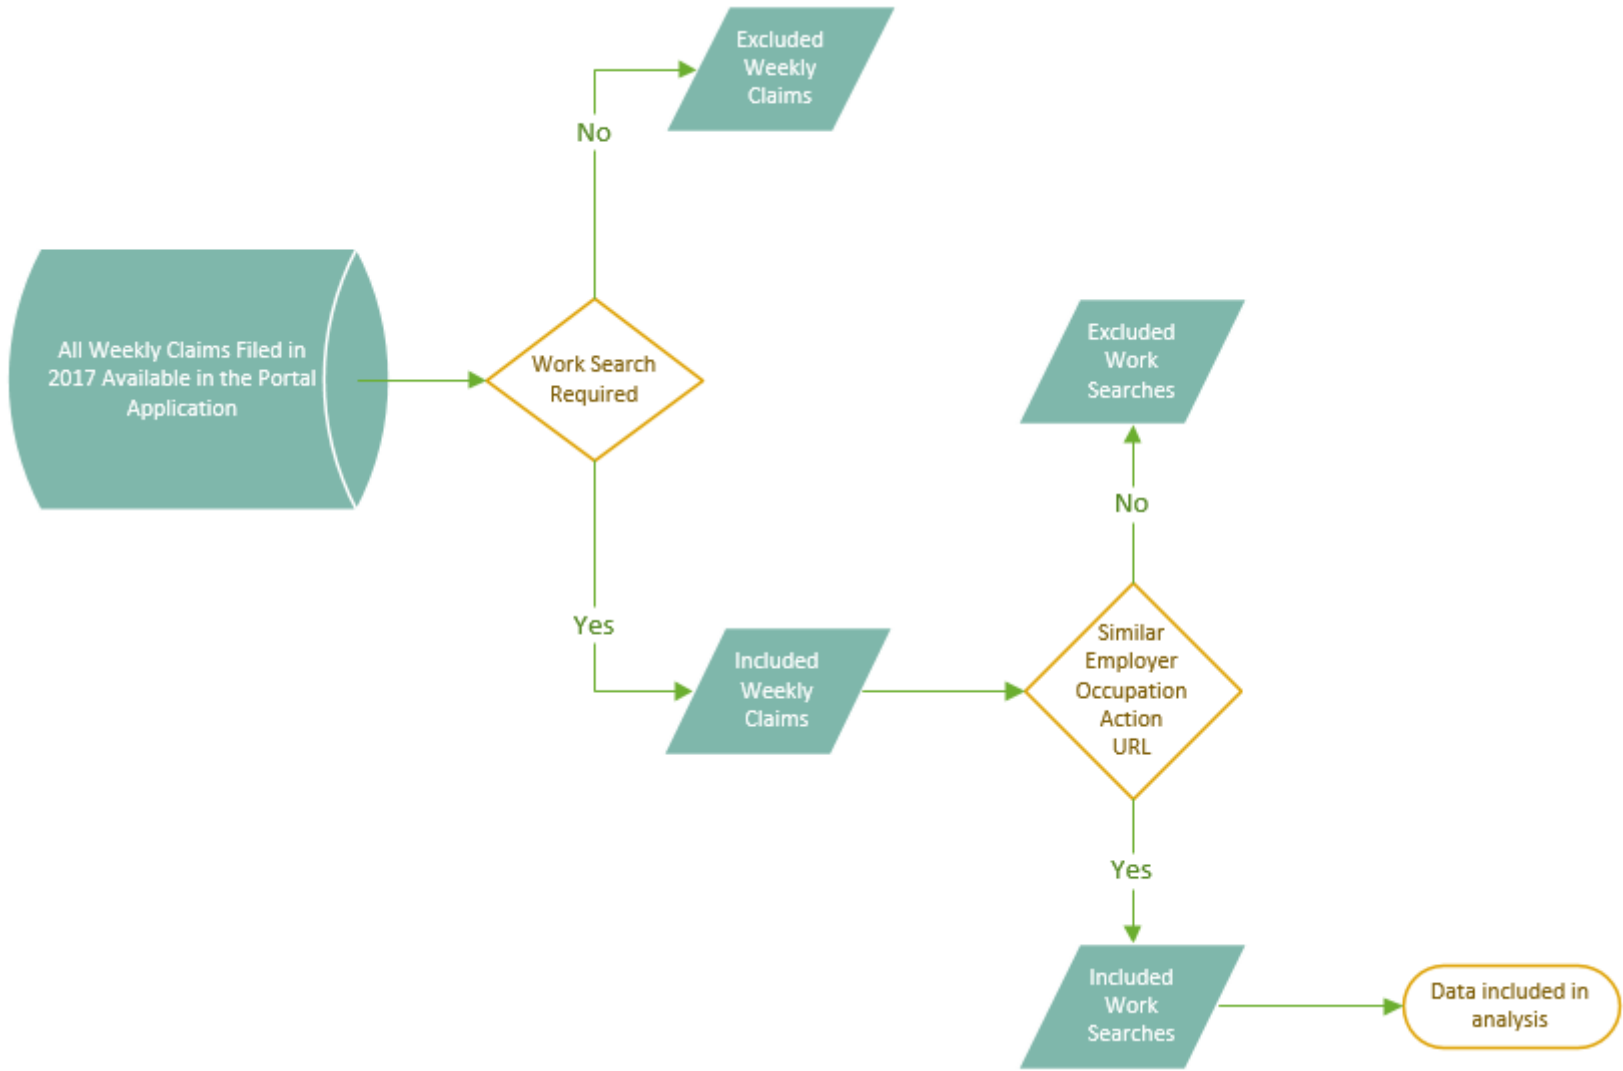 Excluded
Weekly
Claims
No
All Weekly Claims Filed in
2017 Available in the Portal
Application
Work Search
Required
Yes
Included
Weekly
Claims
Excluded
Work
Searches
No
Similar
Employer
Occupation
Action
URL
Yes
Included
Work
Searches
Data included in
analysis